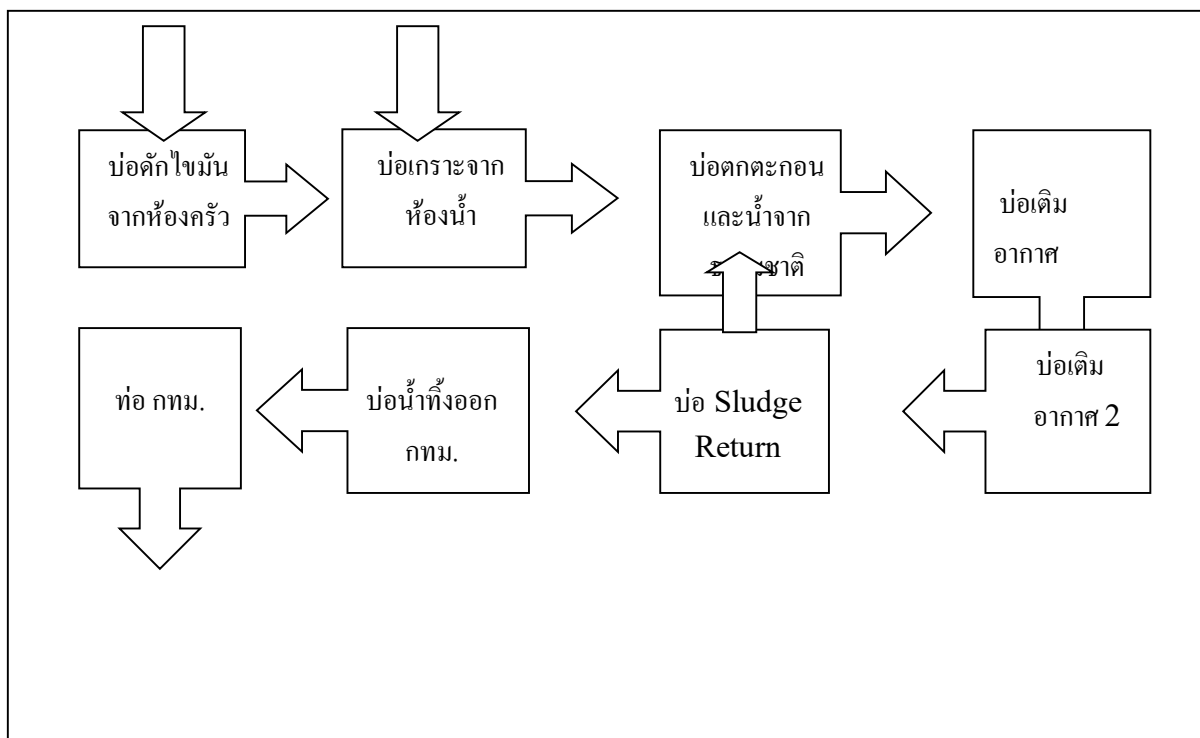 บ่อดักไขมัน
จากห้องครัว
บ่อเกราะจาก
ห้องน้ำ
บ่อตกตะกอน
และน้ำจาก
บ่อเติม
อากาศ
บ่อเติม
อากาศ 2
บ่อ Sludge
Return
บ่อน้ำทิ้งออก
กทม.
ท่อ กทม.